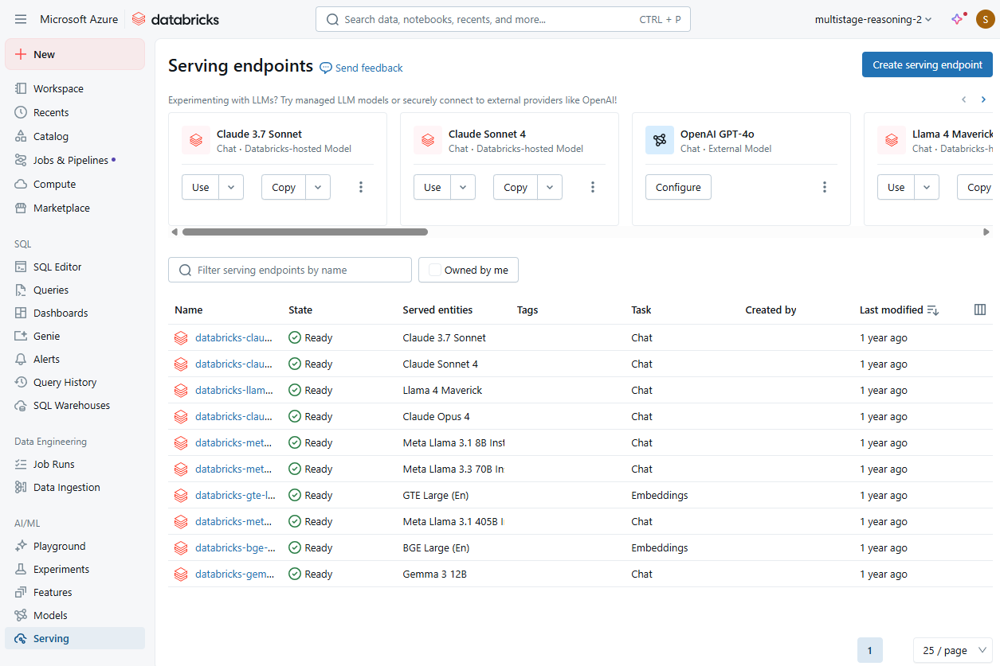 Microsoft Azure databricks Search data, notebooks, recents, and more... CTRL + P multistage-reasoning-2 S
New
Workspace
Recents
Catalog
Jobs & Pipelines
Compute
Marketplace
SQL
SQL Editor
Queries
Dashboards
Genie
Alerts
Query History
SQL Warehouses
Data Engineering
Job Runs
Data Ingestion
AI/ML
Playground
Experiments
Features
Models
Serving
Serving endpoints Send feedback Create serving endpoint
Experimenting with LLMs? Try managed LLM models or securely connect to external providers like OpenAI!
Claude 3.7 Sonnet
Chat · Databricks-hosted Model
Use Copy
Claude Sonnet 4
Chat · Databricks-hosted Model
Use Copy
OpenAI GPT-4o
Chat · External Model
Configure
Llama 4 Maverick
Chat · Databricks-h
Use Copy
Filter serving endpoints by name Owned by me
Name State Served entities Tags Task Created by Last modified
databricks-clau... Ready Claude 3.7 Sonnet Chat 1 year ago
databricks-clau... Ready Claude Sonnet 4 Chat 1 year ago
databricks-llam... Ready Llama 4 Maverick Chat 1 year ago
databricks-clau... Ready Claude Opus 4 Chat 1 year ago
databricks-met... Ready Meta Llama 3.1 8B Inst Chat 1 year ago
databricks-met... Ready Meta Llama 3.3 70B In Chat 1 year ago
databricks-gte-l... Ready GTE Large (En) Embeddings 1 year ago
databricks-met... Ready Meta Llama 3.1 405B I Chat 1 year ago
databricks-bge-... Ready BGE Large (En) Embeddings 1 year ago
databricks-gem... Ready Gemma 3 12B Chat 1 year ago
1 25 / page